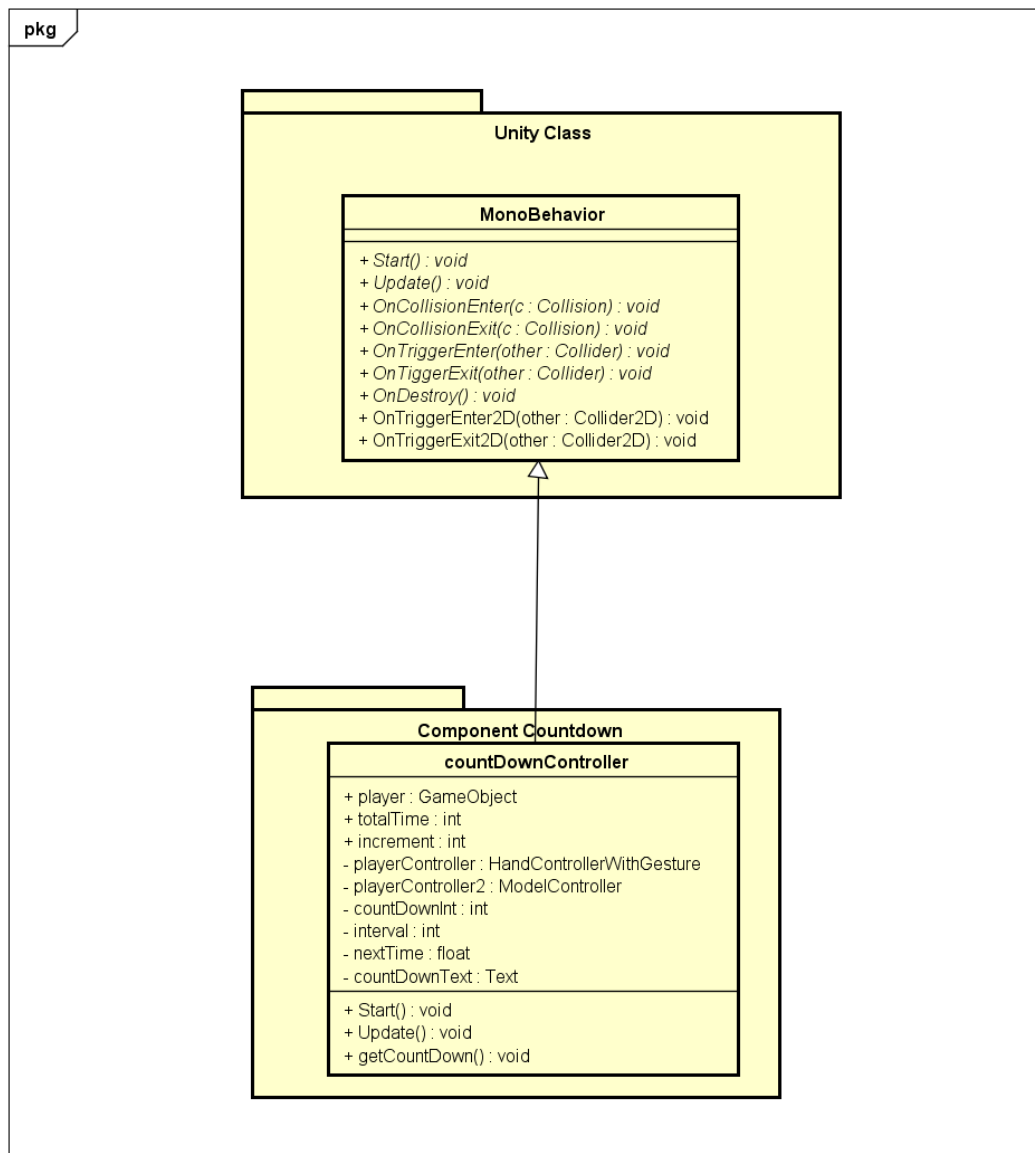 pkg
Unity Class
MonoBehavior
+ Start() : void
+ Update() : void
+ OnCollisionEnter(c : Collision) : void
+ OnCollisionExit(c : Collision) : void
+ OnTriggerEnter(other : Collider) : void
+ OnTiggerExit(other : Collider) : void
+ OnDestroy() : void
+ OnTriggerEnter2D(other : Collider2D) : void
+ OnTriggerExit2D(other : Collider2D) : void
Component Countdown
countDownController
+ player : GameObject
+ totalTime : int
+ increment : int
- playerController : HandControllerWithGesture
- playerController2 : ModelController
- countDownInt : int
- interval : int
- nextTime : float
- countDownText : Text
+ Start() : void
+ Update() : void
+ getCountDown() : void